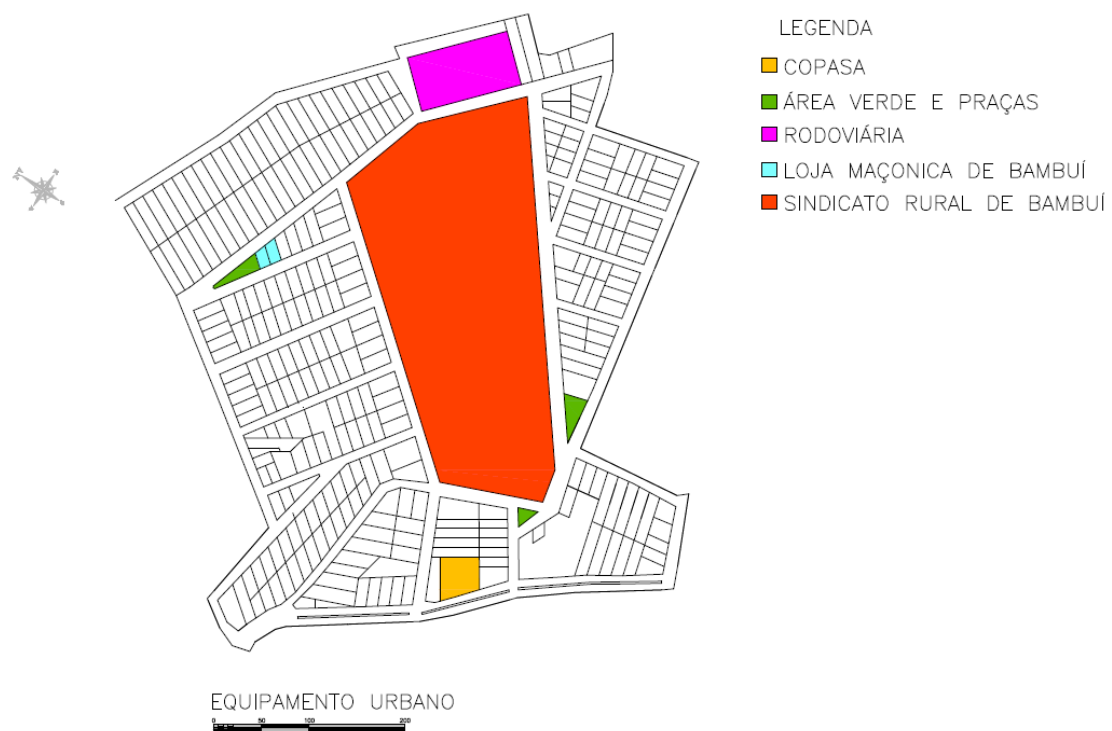 LEGENDA
COPASA
ÁREA VERDE E PRAÇAS
RODOVIÁRIA
LOJA MAÇONICA DE BAMBUÍ
SINDICATO RURAL DE BAMBUÍ
EQUIPAMENTO URBANO
0 50 100 200